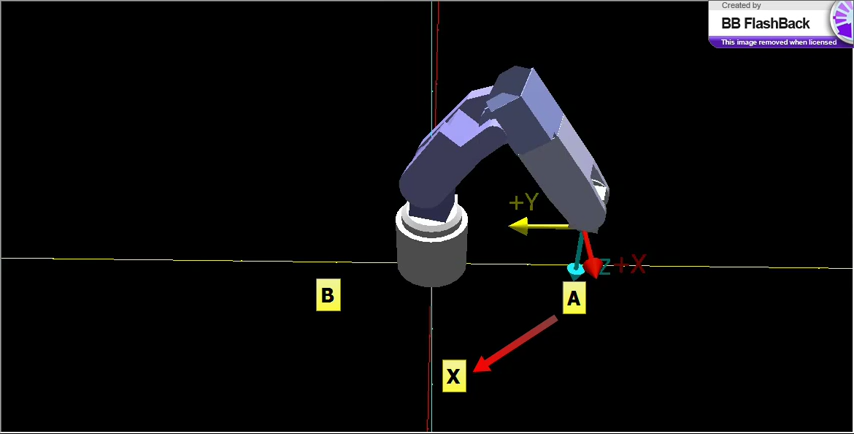 Created by
BB FlashBack
This image removed when licensed
+Y
Z+X
B
A
X